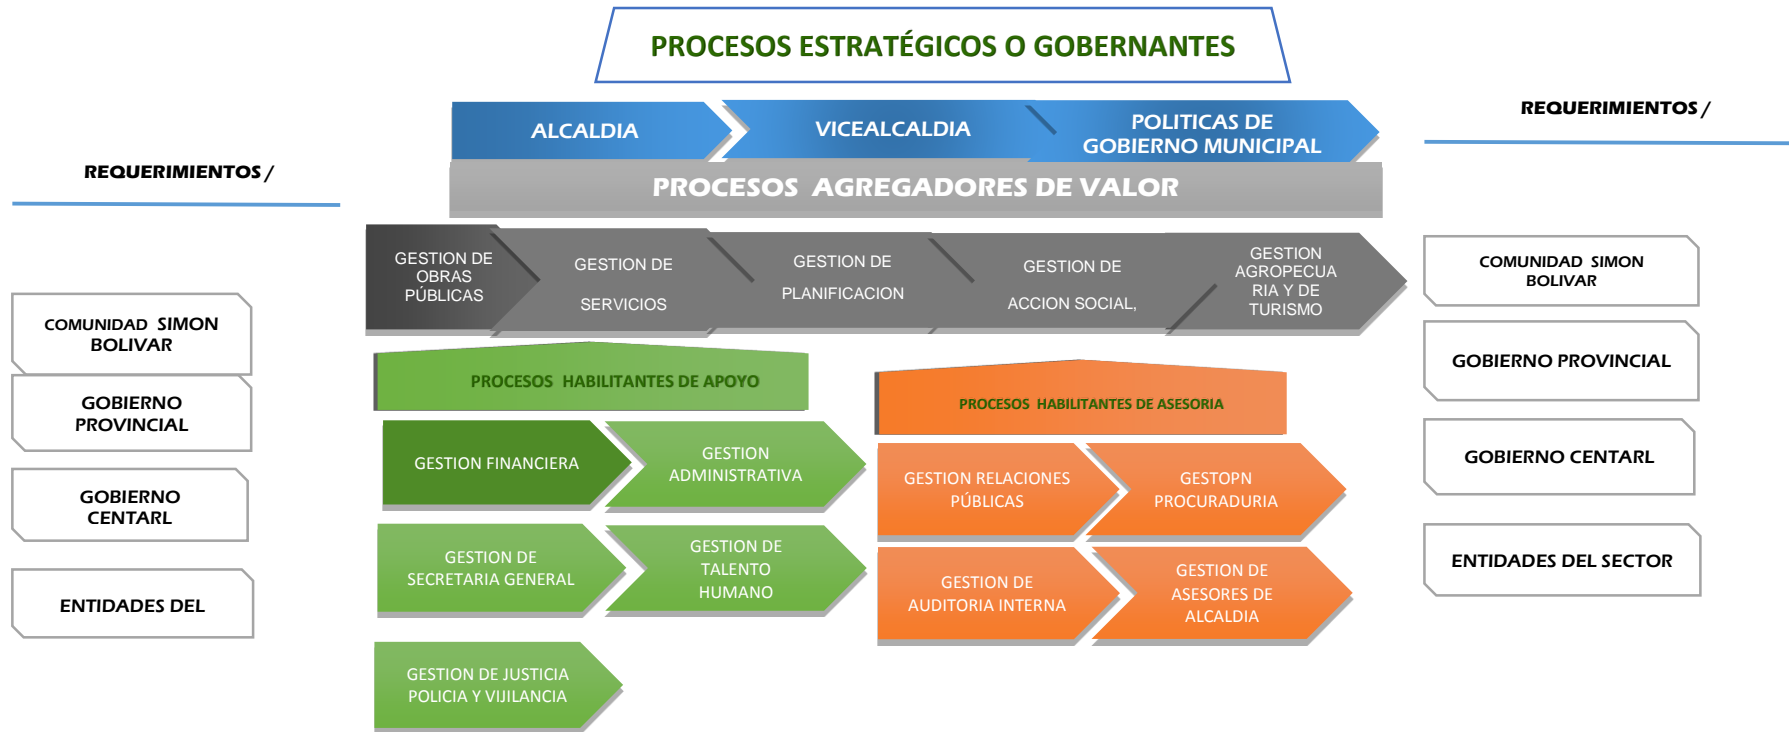 PROCESOS ESTRATÉGICOS O GOBERNANTES
ALCALDIA
VICEALCALDIA
POLITICAS DE
GOBIERNO MUNICIPAL
REQUERIMIENTOS /
REQUERIMIENTOS /
PROCESOS AGREGADORES DE VALOR
GESTION DE
OBRAS
PÚBLICAS
GESTION DE
SERVICIOS
GESTION DE
PLANIFICACION
GESTION DE
ACCION SOCIAL,
GESTION
AGROPECUA
RIA Y DE
TURISMO
COMUNIDAD SIMON
BOLIVAR
GOBIERNO
PROVINCIAL
GOBIERNO
CENTARL
ENTIDADES DEL
PROCESOS HABILITANTES DE APOYO
GESTION FINANCIERA
GESTION
ADMINISTRATIVA
GESTION DE
SECRETARIA GENERAL
GESTION DE
TALENTO
HUMANO
GESTION DE JUSTICIA
POLICIA Y VIJILANCIA
PROCESOS HABILITANTES DE ASESORIA
GESTION RELACIONES
PÚBLICAS
GESTOPN
PROCURADURIA
GESTION DE
AUDITORIA INTERNA
GESTION DE
ASESORES DE
ALCALDIA
COMUNIDAD SIMON
BOLIVAR
GOBIERNO PROVINCIAL
GOBIERNO CENTARL
ENTIDADES DEL SECTOR